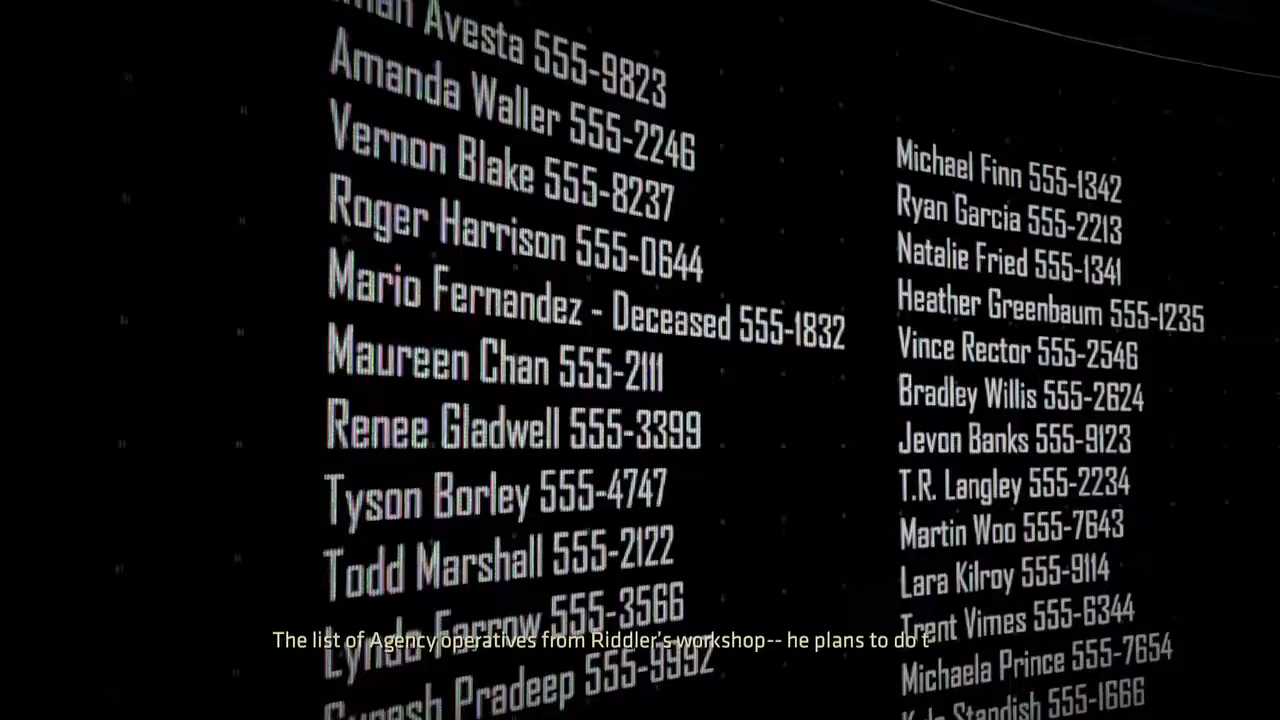 Avesta 555-9823
Amanda Waller 555-2246
Vernon Blake 555-8237
Roger Harrison 555-0644
Mario Fernandez - Deceased 555-1832
Maureen Chan 555-2111
Renee Gladwell 555-3399
Tyson Borley 555-4747
Todd Marshall 555-2122
Lynda Farrow 555-3566
Pradeep 555-9992
Michael Finn 555-1342
Ryan Garcia 555-2213
Natalie Fried 555-1341
Heather Greenbaum 555-1235
Vince Rector 555-2546
Bradley Willis 555-2624
Jevon Banks 555-9123
T.R. Langley 555-2234
Martin Woo 555-7643
Lara Kilroy 555-9114
Trent Vimes 555-6344
Michaela Prince 555-7654
Standish 555-1666
The list of Agency operatives from Riddler's workshop-- he plans to do t